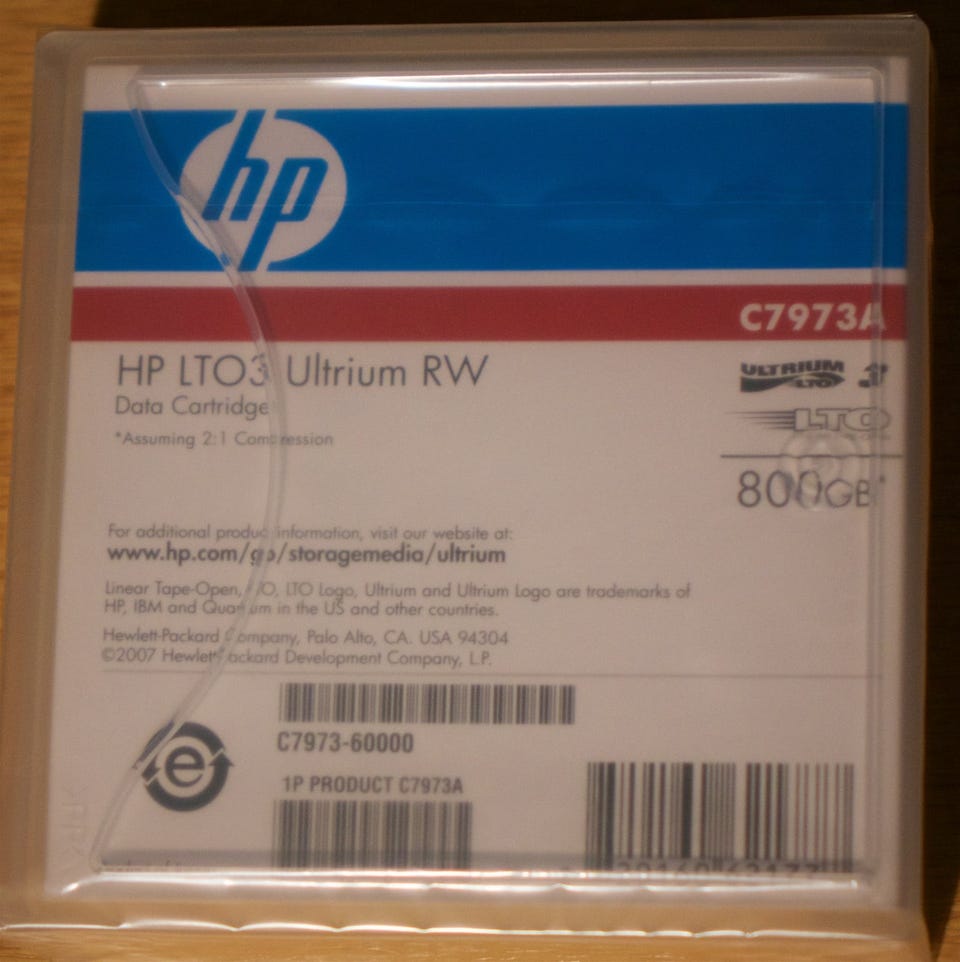 hp
C7973A
HP LTO3 Ultrium RW
Data Cartridge
*Assuming 2:1 Compression
ULTRIUM 3
LTO
LTO
800GB*
For additional product information, visit our website at:
www.hp.com/go/storagemedia/ultrium
Linear Tape-Open, LTO, LTO Logo, Ultrium and Ultrium Logo are trademarks of
HP, IBM and Quantum in the US and other countries.
Hewlett-Packard Company, Palo Alto, CA. USA 94304
©2007 Hewlett-Packard Development Company, L.P.
C7973-60000
e
1P PRODUCT C7973A